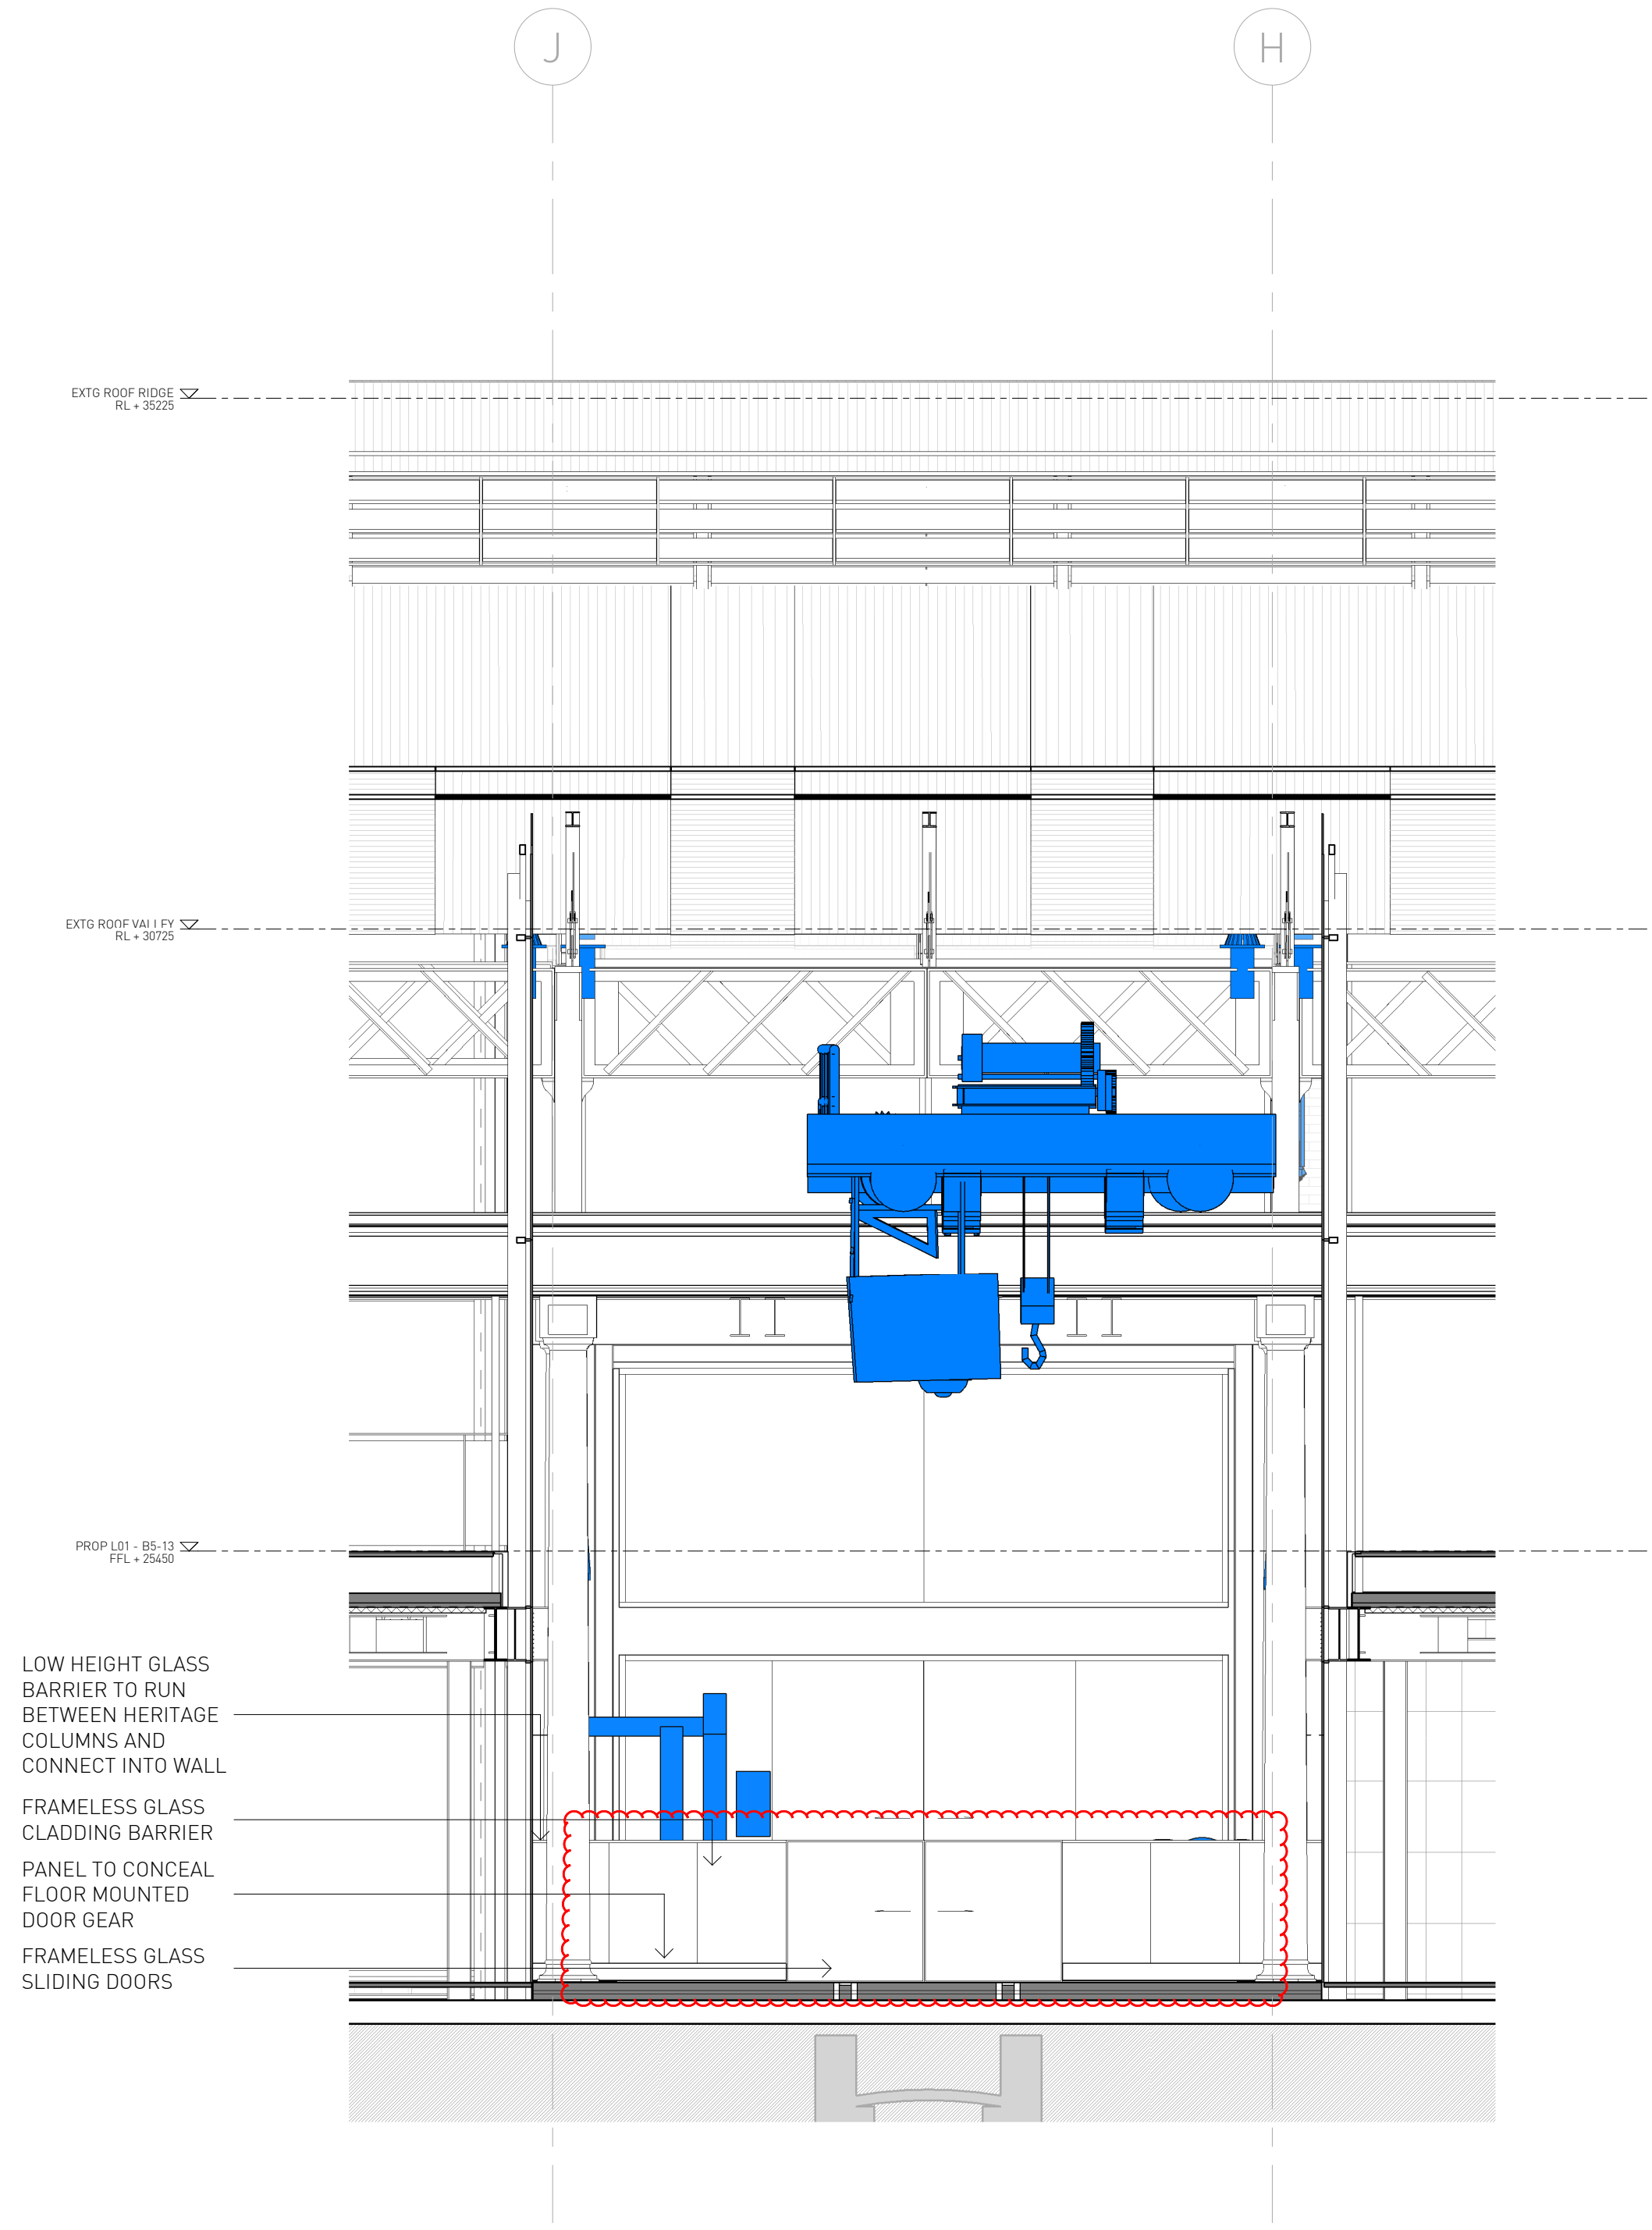 J
H
EXTG ROOF RIDGE
RL + 35225
EXTG ROOF VALLEY
RL + 30725
PROP L01 - B5-13
FFL + 25450
LOW HEIGHT GLASS
BARRIER TO RUN
BETWEEN HERITAGE
COLUMNS AND
CONNECT INTO WALL
FRAMELESS GLASS
CLADDING BARRIER
PANEL TO CONCEAL
FLOOR MOUNTED
DOOR GEAR
FRAMELESS GLASS
SLIDING DOORS